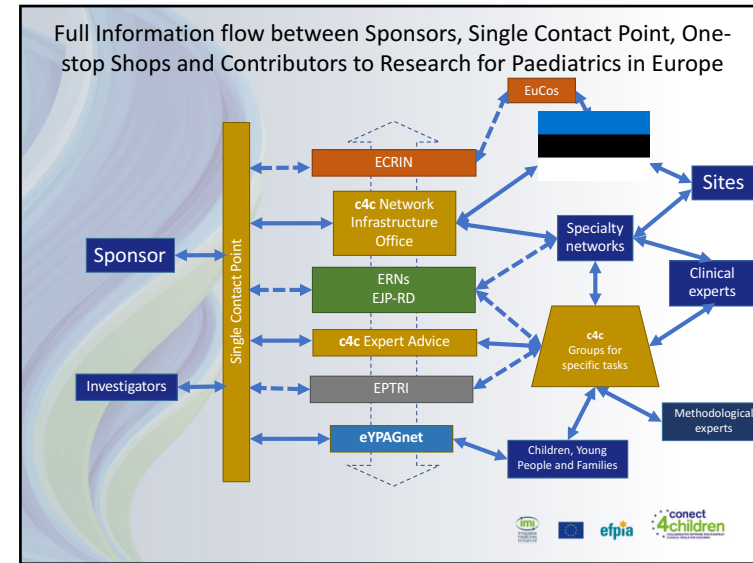 Full Information flow between Sponsors, Single Contact Point, One-
stop Shops and Contributors to Research for Paediatrics in Europe
EuCos
ECRIN
c4c Network
Infrastructure
Office
Sites
Specialty
networks
Sponsor
Single Contact Point
ERNs
EJP-RD
Clinical
experts
c4c
Groups for
specific tasks
c4c Expert Advice
Investigators
EPTRI
Methodological
experts
eYPAGnet
Children, Young
People and Families
imi
efpia
conect
4children